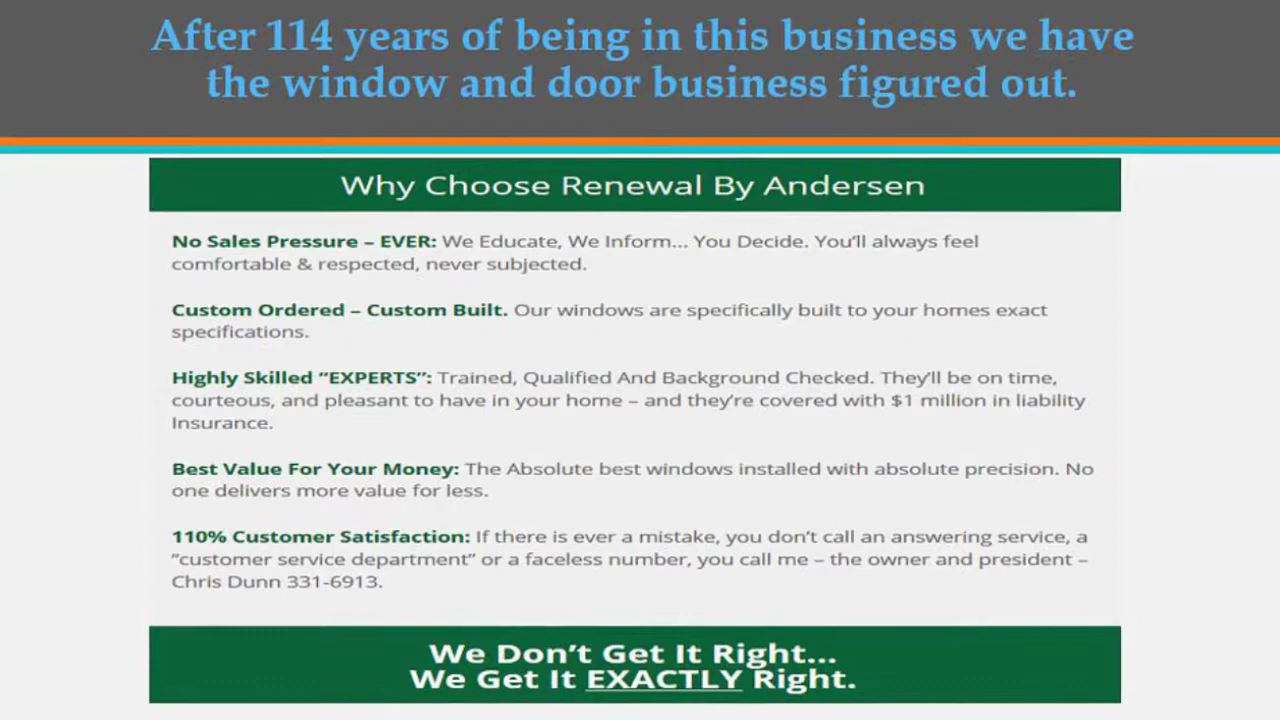 After 114 years of being in this business we have
the window and door business figured out.
Why Choose Renewal By Andersen
No Sales Pressure – EVER: We Educate, We Inform... You Decide. You'll always feel
comfortable & respected, never subjected.
Custom Ordered – Custom Built. Our windows are specifically built to your homes exact
specifications.
Highly Skilled “EXPERTS”: Trained, Qualified And Background Checked. They'll be on time,
courteous, and pleasant to have in your home – and they're covered with $1 million in liability
Insurance.
Best Value For Your Money: The Absolute best windows installed with absolute precision. No
one delivers more value for less.
110% Customer Satisfaction: If there is ever a mistake, you don't call an answering service, a
“customer service department” or a faceless number, you call me – the owner and president –
Chris Dunn 331-6913.
We Don't Get It Right...
We Get It EXACTLY Right.